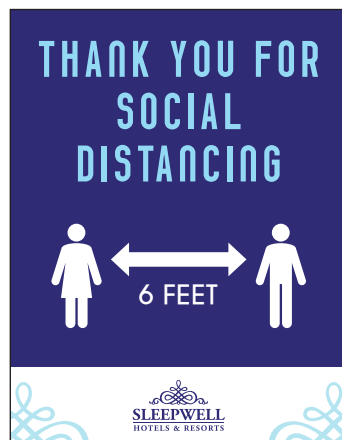 THANK YOU FOR
SOCIAL
DISTANCING
6 FEET
SLEEPWELL
HOTELS & RESORTS